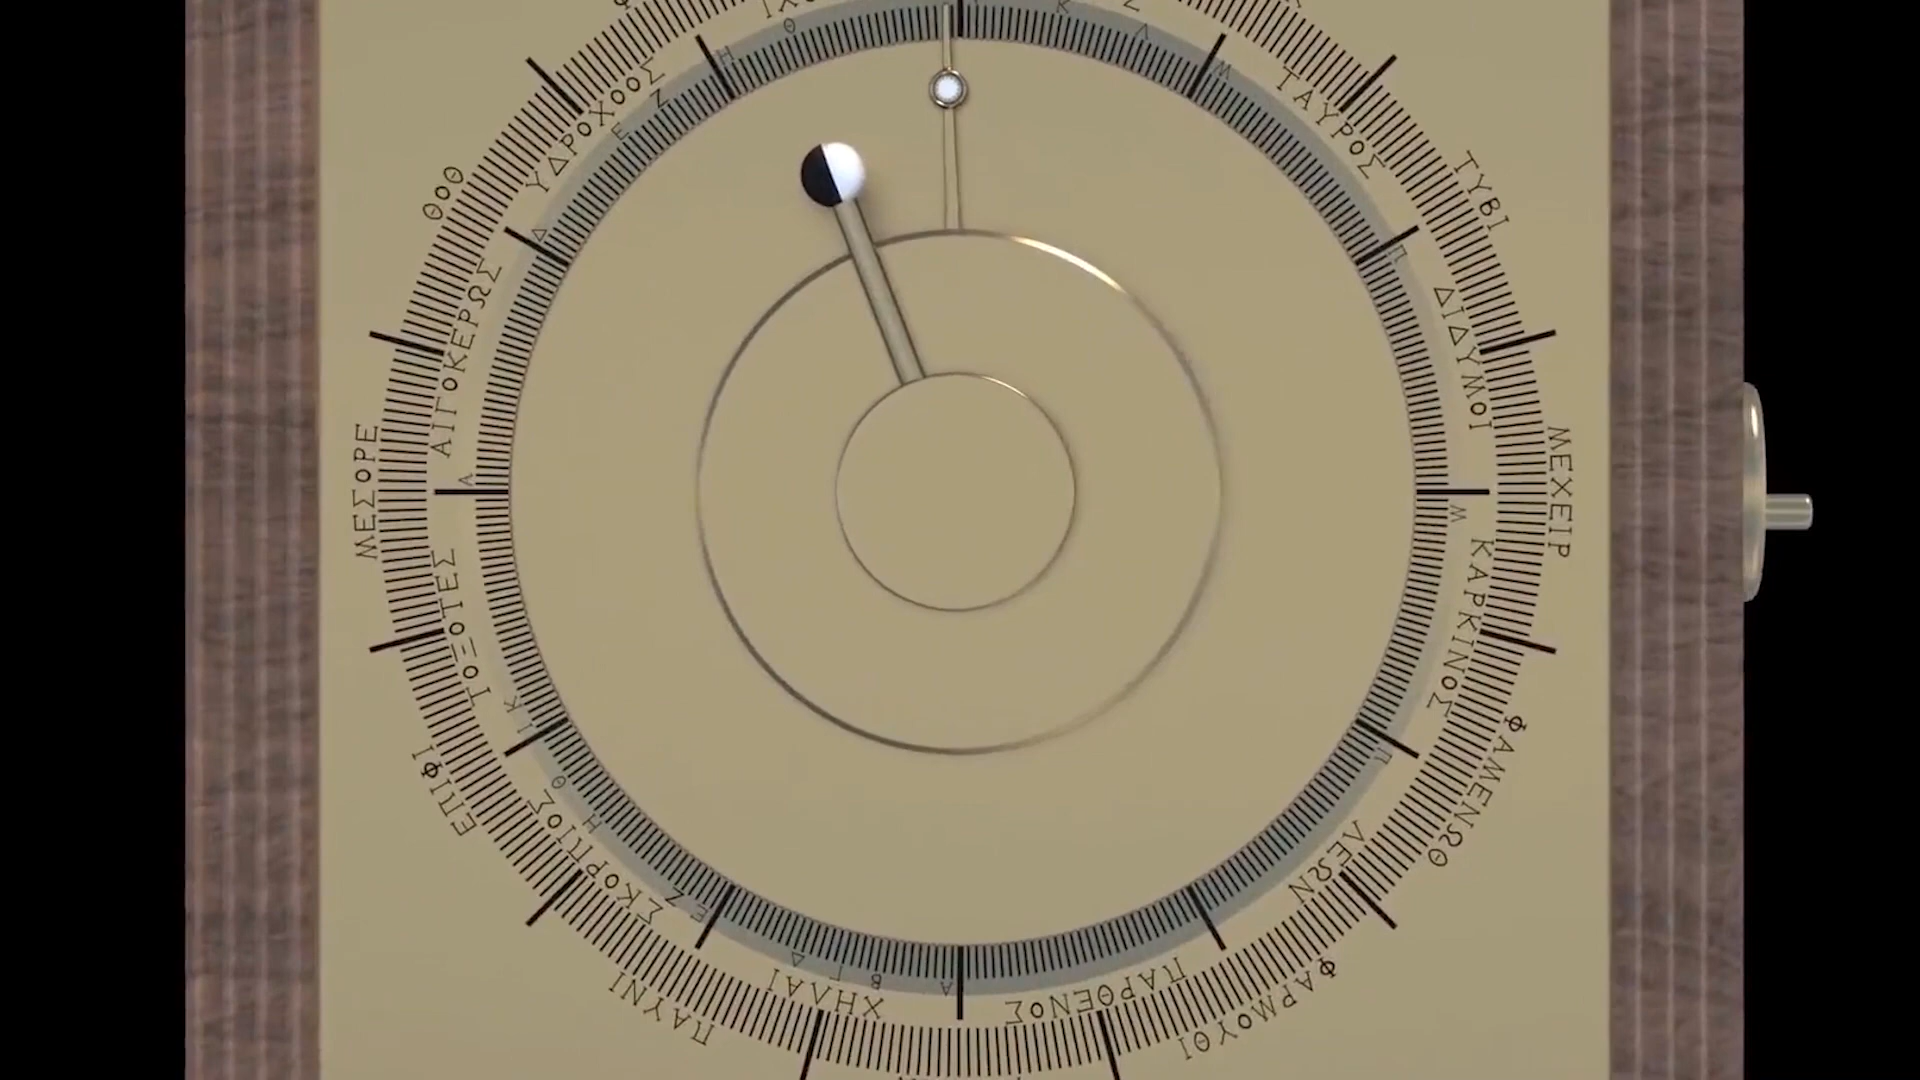 ΤΑΥΡΟΣ
ΔΙΔΥΜΟΙ
ΚΑΡΚΙΝΟΣ
ΛΕΩΝ
ΠΑΡΘΕΝΟΣ
ΧΗΛΑΙ
ΣΚΟΡΠΙΟΣ
ΤΟΞΟΤΕΣ
ΑΙΓΟΚΕΡΩΣ
ΥΔΡΟΧΟΟΣ
ΤΥΒΙ
ΜΕΧΕΙΡ
ΦΑΜΕΝΩΘ
ΦΑΡΜΟΥΘΙ
ΠΑΥΝΙ
ΕΠΙΦΙ
ΜΕΣΟΡΕ
ΘΟΘ